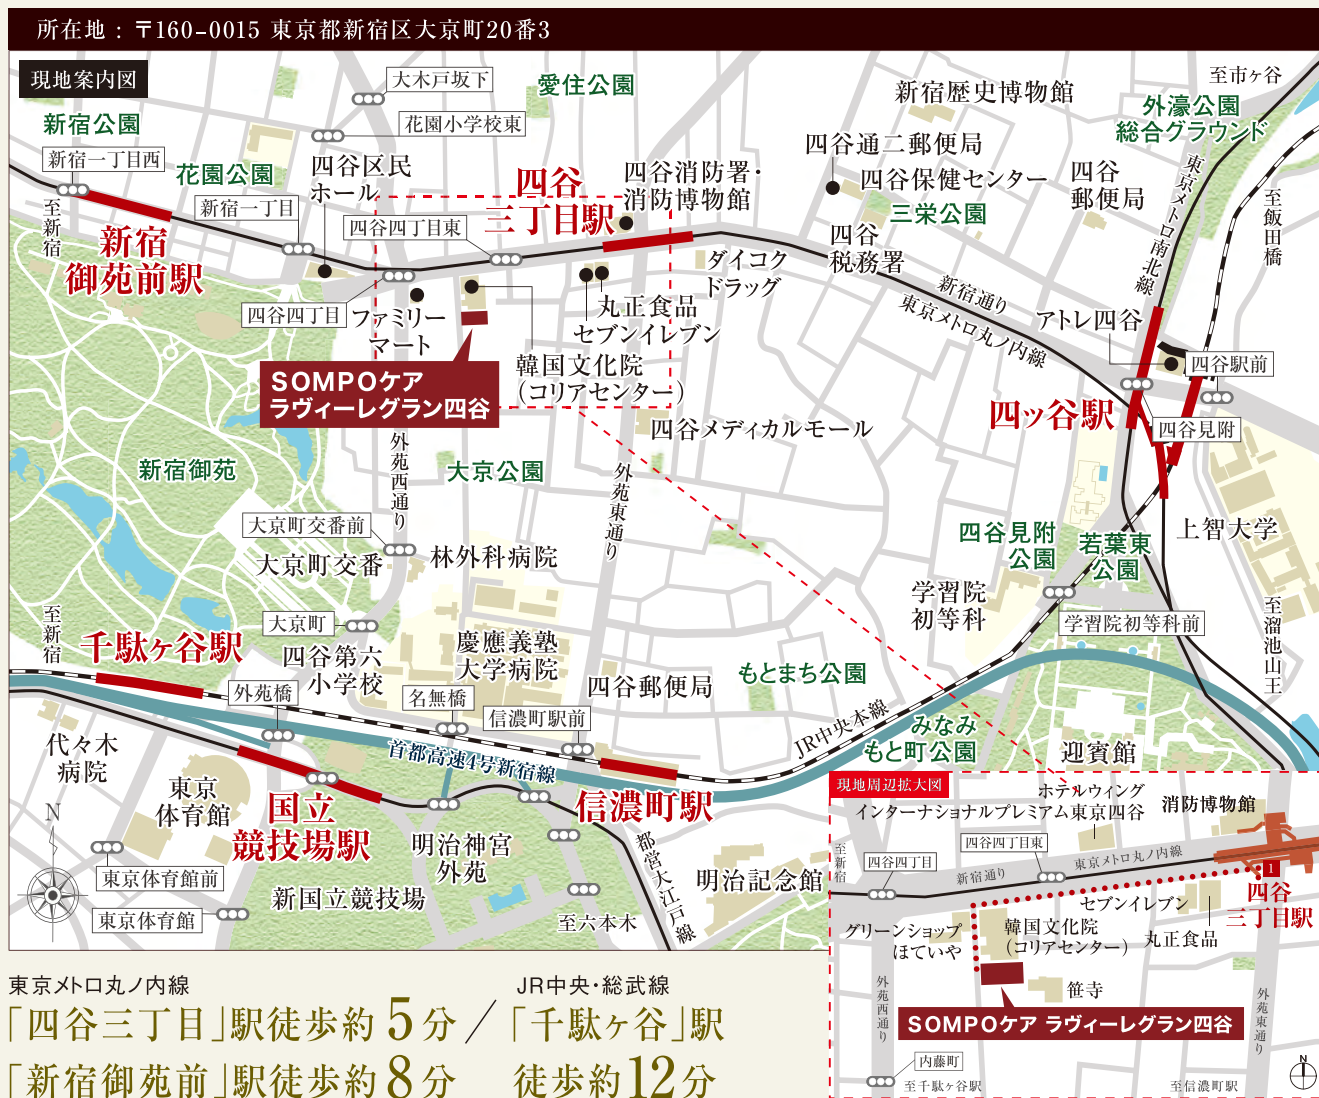 所在地：〒160-0015 東京都新宿区大京町20番3
現地案内図
大木戸坂下
愛住公園
新宿歴史博物館
至市ヶ谷
外濠公園
総合グラウンド
新宿公園
花園小学校東
四谷通二郵便局
新宿一丁目西
花園公園
四谷区民
ホール
四谷
三丁目駅
四谷消防署・
消防博物館
四谷保健センター
四谷
郵便局
東京メトロ南北線
至飯田橋
至新宿
新宿一丁目
四谷四丁目東
三栄公園
新宿
御苑前駅
四谷
税務署
ダイコク
ドラッグ
新宿通り
東京メトロ丸ノ内線
四谷四丁目
ファミリー
マート
丸正食品
セブンイレブン
アトレ四谷
四谷駅前
韓国文化院
（コリアセンター）
SOMPOケア
ラヴィーレグラン四谷
四ッ谷駅
四谷見附
四谷メディカルモール
外苑西通り
新宿御苑
大京公園
外苑東通り
大京町交番前
大京町交番
林外科病院
四谷見附
公園
若葉東
公園
上智大学
学習院
初等科
学習院初等科前
至溜池山王
至新宿
千駄ヶ谷駅
大京町
四谷第六
小学校
慶應義塾
大学病院
四谷郵便局
もとまち公園
外苑橋
名無橋
信濃町駅前
JR中央本線
みなみ
もと町公園
迎賓館
首都高速4号新宿線
代々木
病院
東京
体育館
国立
競技場駅
信濃町駅
明治神宮
外苑
都営大江戸線
明治記念館
N
東京体育館前
東京体育館
新国立競技場
至六本木
現地周辺拡大図
ホテルウィング
インターナショナルプレミアム東京四谷
消防博物館
至新宿
四谷四丁目
四谷四丁目東
新宿通り
東京メトロ丸ノ内線
1
四谷
三丁目駅
セブンイレブン
丸正食品
グリーンショップ
ほていや
韓国文化院
（コリアセンター）
笹寺
外苑西通り
外苑東通り
SOMPOケア ラヴィーレグラン四谷
内藤町
至千駄ヶ谷駅
至信濃町駅
N
東京メトロ丸ノ内線
「四谷三丁目」駅徒歩約5分
「新宿御苑前」駅徒歩約8分
／
JR中央・総武線
「千駄ヶ谷」駅
徒歩約12分